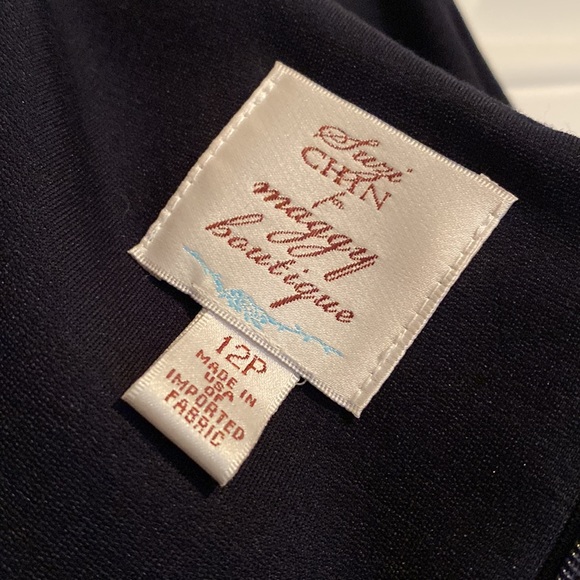 Suzi
CHIN
for
maggy
boutique
12P
MADE IN
USA
OF
IMPORTED
FABRIC